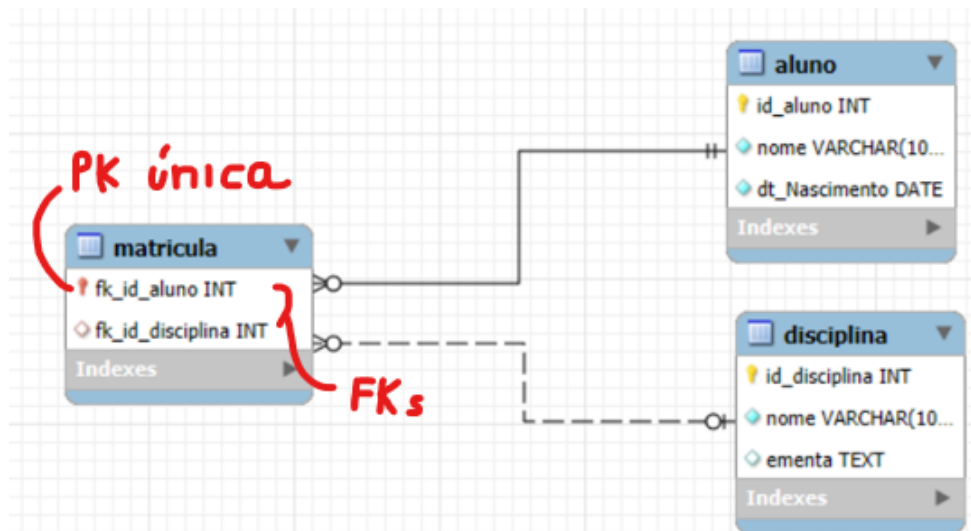 aluno
id_aluno INT
nome VARCHAR(10...
dt_Nascimento DATE
Indexes
PK única
matricula
fk_id_aluno INT
fk_id_disciplina INT
Indexes
FKs
disciplina
id_disciplina INT
nome VARCHAR(10...
ementa TEXT
Indexes